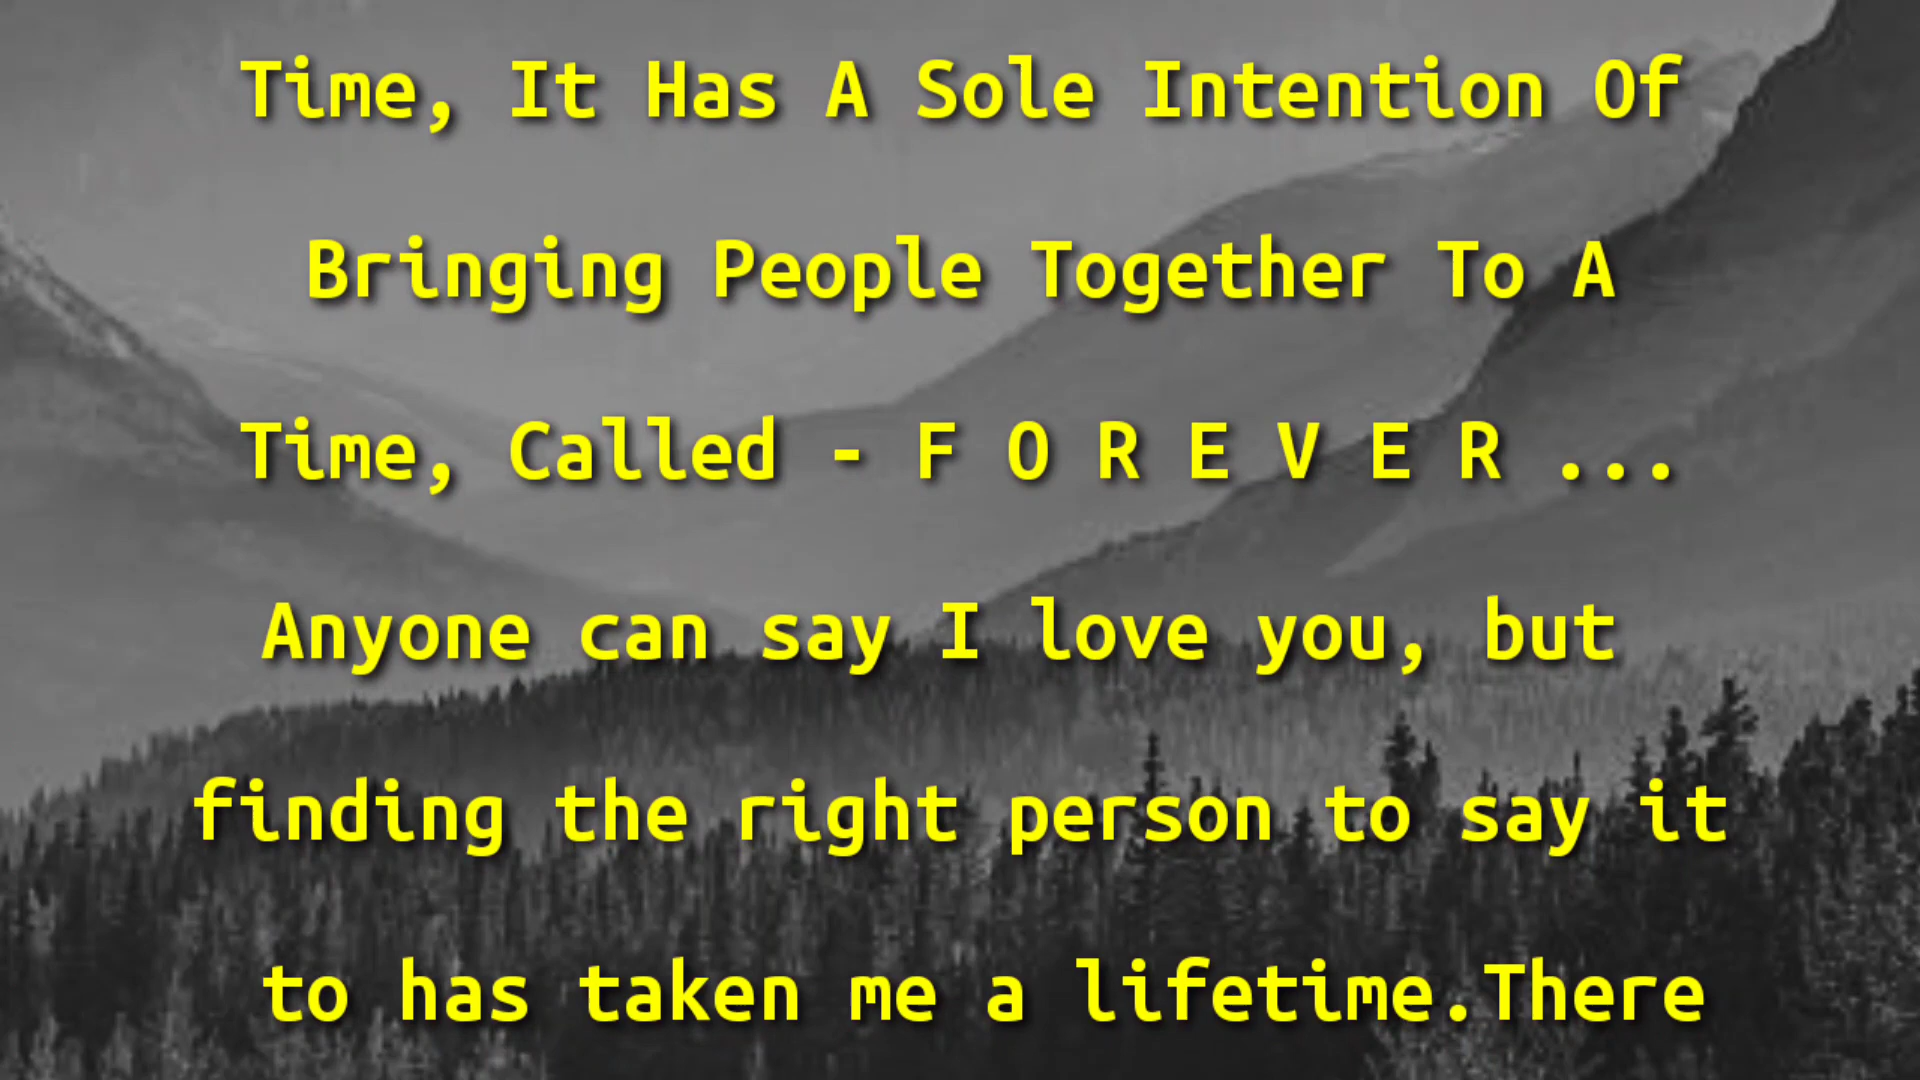 Time, It Has A Sole Intention Of
Bringing People Together To A
Time, Called - F O R E V E R ...
Anyone can say I love you, but
finding the right person to say it
to has taken me a lifetime.There